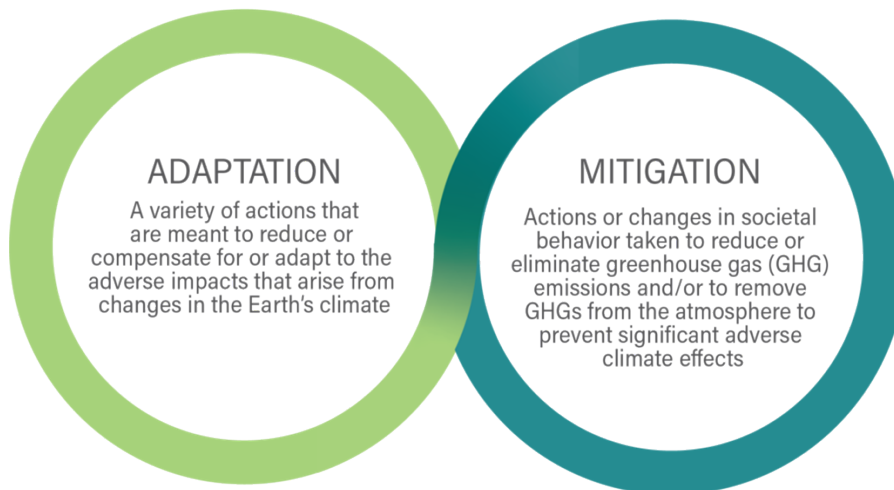 ADAPTATION
A variety of actions that
are meant to reduce or
compensate for or adapt to the
adverse impacts that arise from
changes in the Earth's climate
MITIGATION
Actions or changes in societal
behavior taken to reduce or
eliminate greenhouse gas (GHG)
emissions and/or to remove
GHGs from the atmosphere to
prevent significant adverse
climate effects